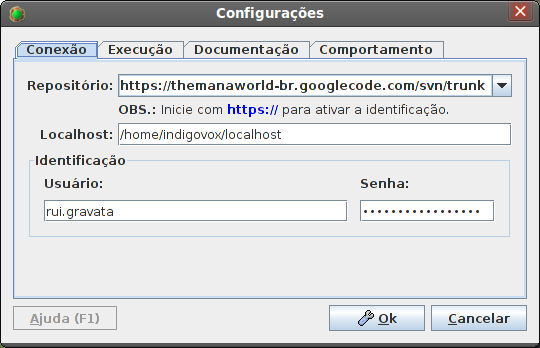 Configurações
Conexão Execução Documentação Comportamento
Repositório: https://themanaworld-br.googlecode.com/svn/trunk
OBS.: Inicie com https:// para ativar a identificação.
Localhost: /home/indigovox/localhost
Identificação
Usuário: Senha:
rui.gravata •••••••••••••••••
Ajuda (F1) Ok Cancelar